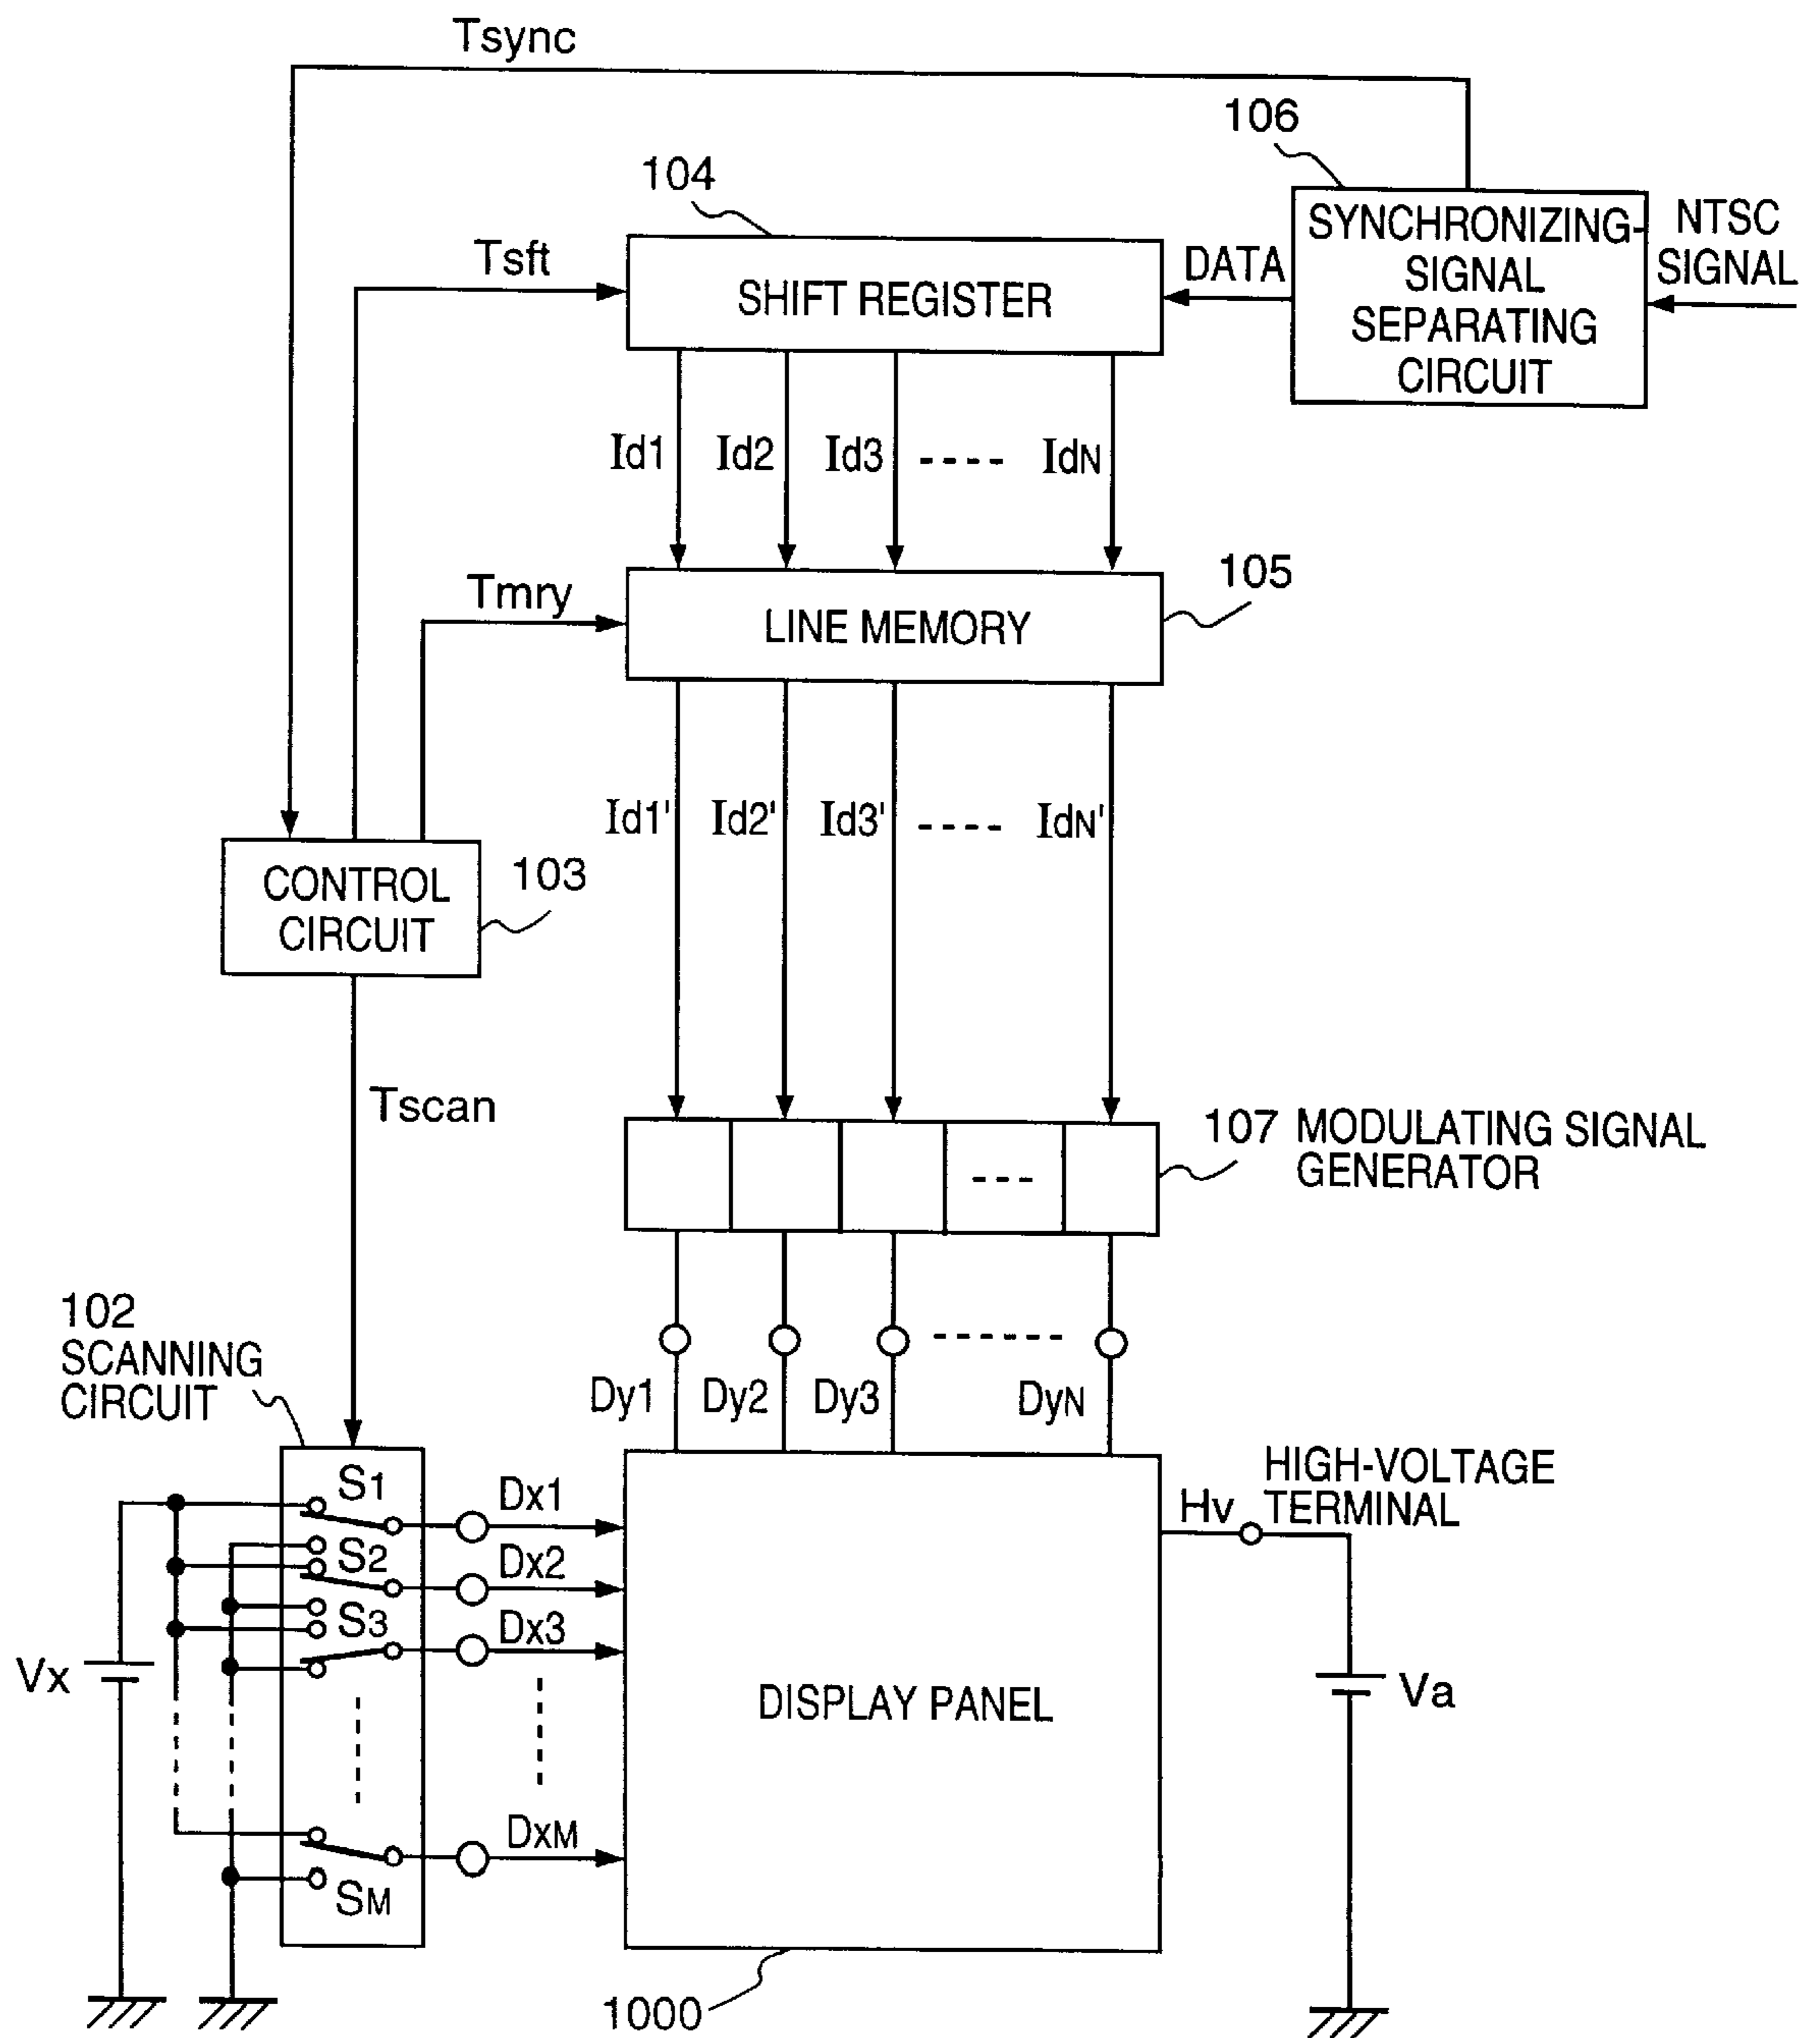 Tsync
106
104
SYNCHRONIZING-
SIGNAL
SEPARATING
CIRCUIT
NTSC
SIGNAL
Tsft
SHIFT REGISTER
DATA
Id1 Id2 Id3 ---- IdN
105
Tmry
LINE MEMORY
Id1' Id2' Id3' ---- IdN'
CONTROL
CIRCUIT
103
Tscan
107 MODULATING SIGNAL
GENERATOR
---
102
SCANNING
CIRCUIT
Dy1 Dy2 Dy3 ------ DyN
S1
S2
S3
SM
Dx1
Dx2
Dx3
DxM
Hv
HIGH-VOLTAGE
TERMINAL
Vx
DISPLAY PANEL
Va
1000